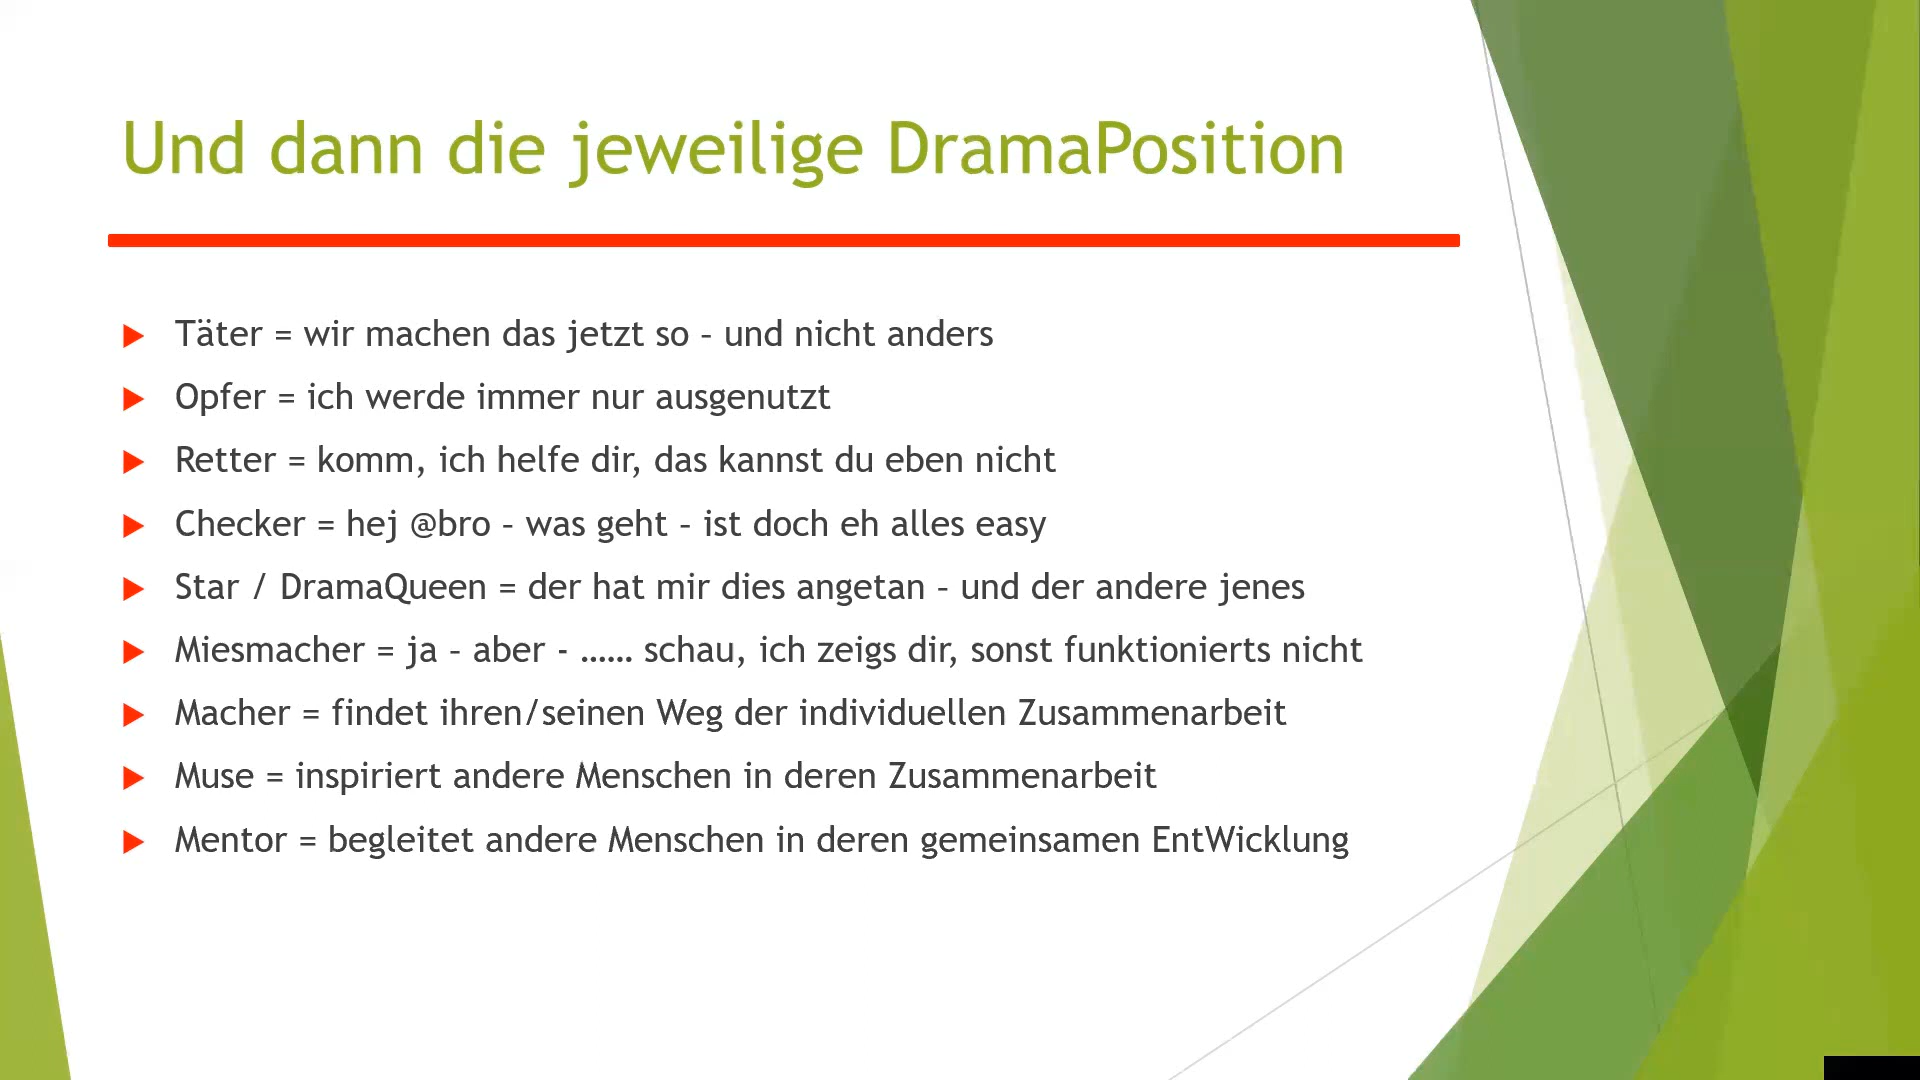 Und dann die jeweilige DramaPosition
Täter = wir machen das jetzt so – und nicht anders
Opfer = ich werde immer nur ausgenutzt
Retter = komm, ich helfe dir, das kannst du eben nicht
Checker = hej @bro – was geht – ist doch eh alles easy
Star / DramaQueen = der hat mir dies angetan – und der andere jenes
Miesmacher = ja – aber - …… schau, ich zeigs dir, sonst funktionierts nicht
Macher = findet ihren/seinen Weg der individuellen Zusammenarbeit
Muse = inspiriert andere Menschen in deren Zusammenarbeit
Mentor = begleitet andere Menschen in deren gemeinsamen EntWicklung